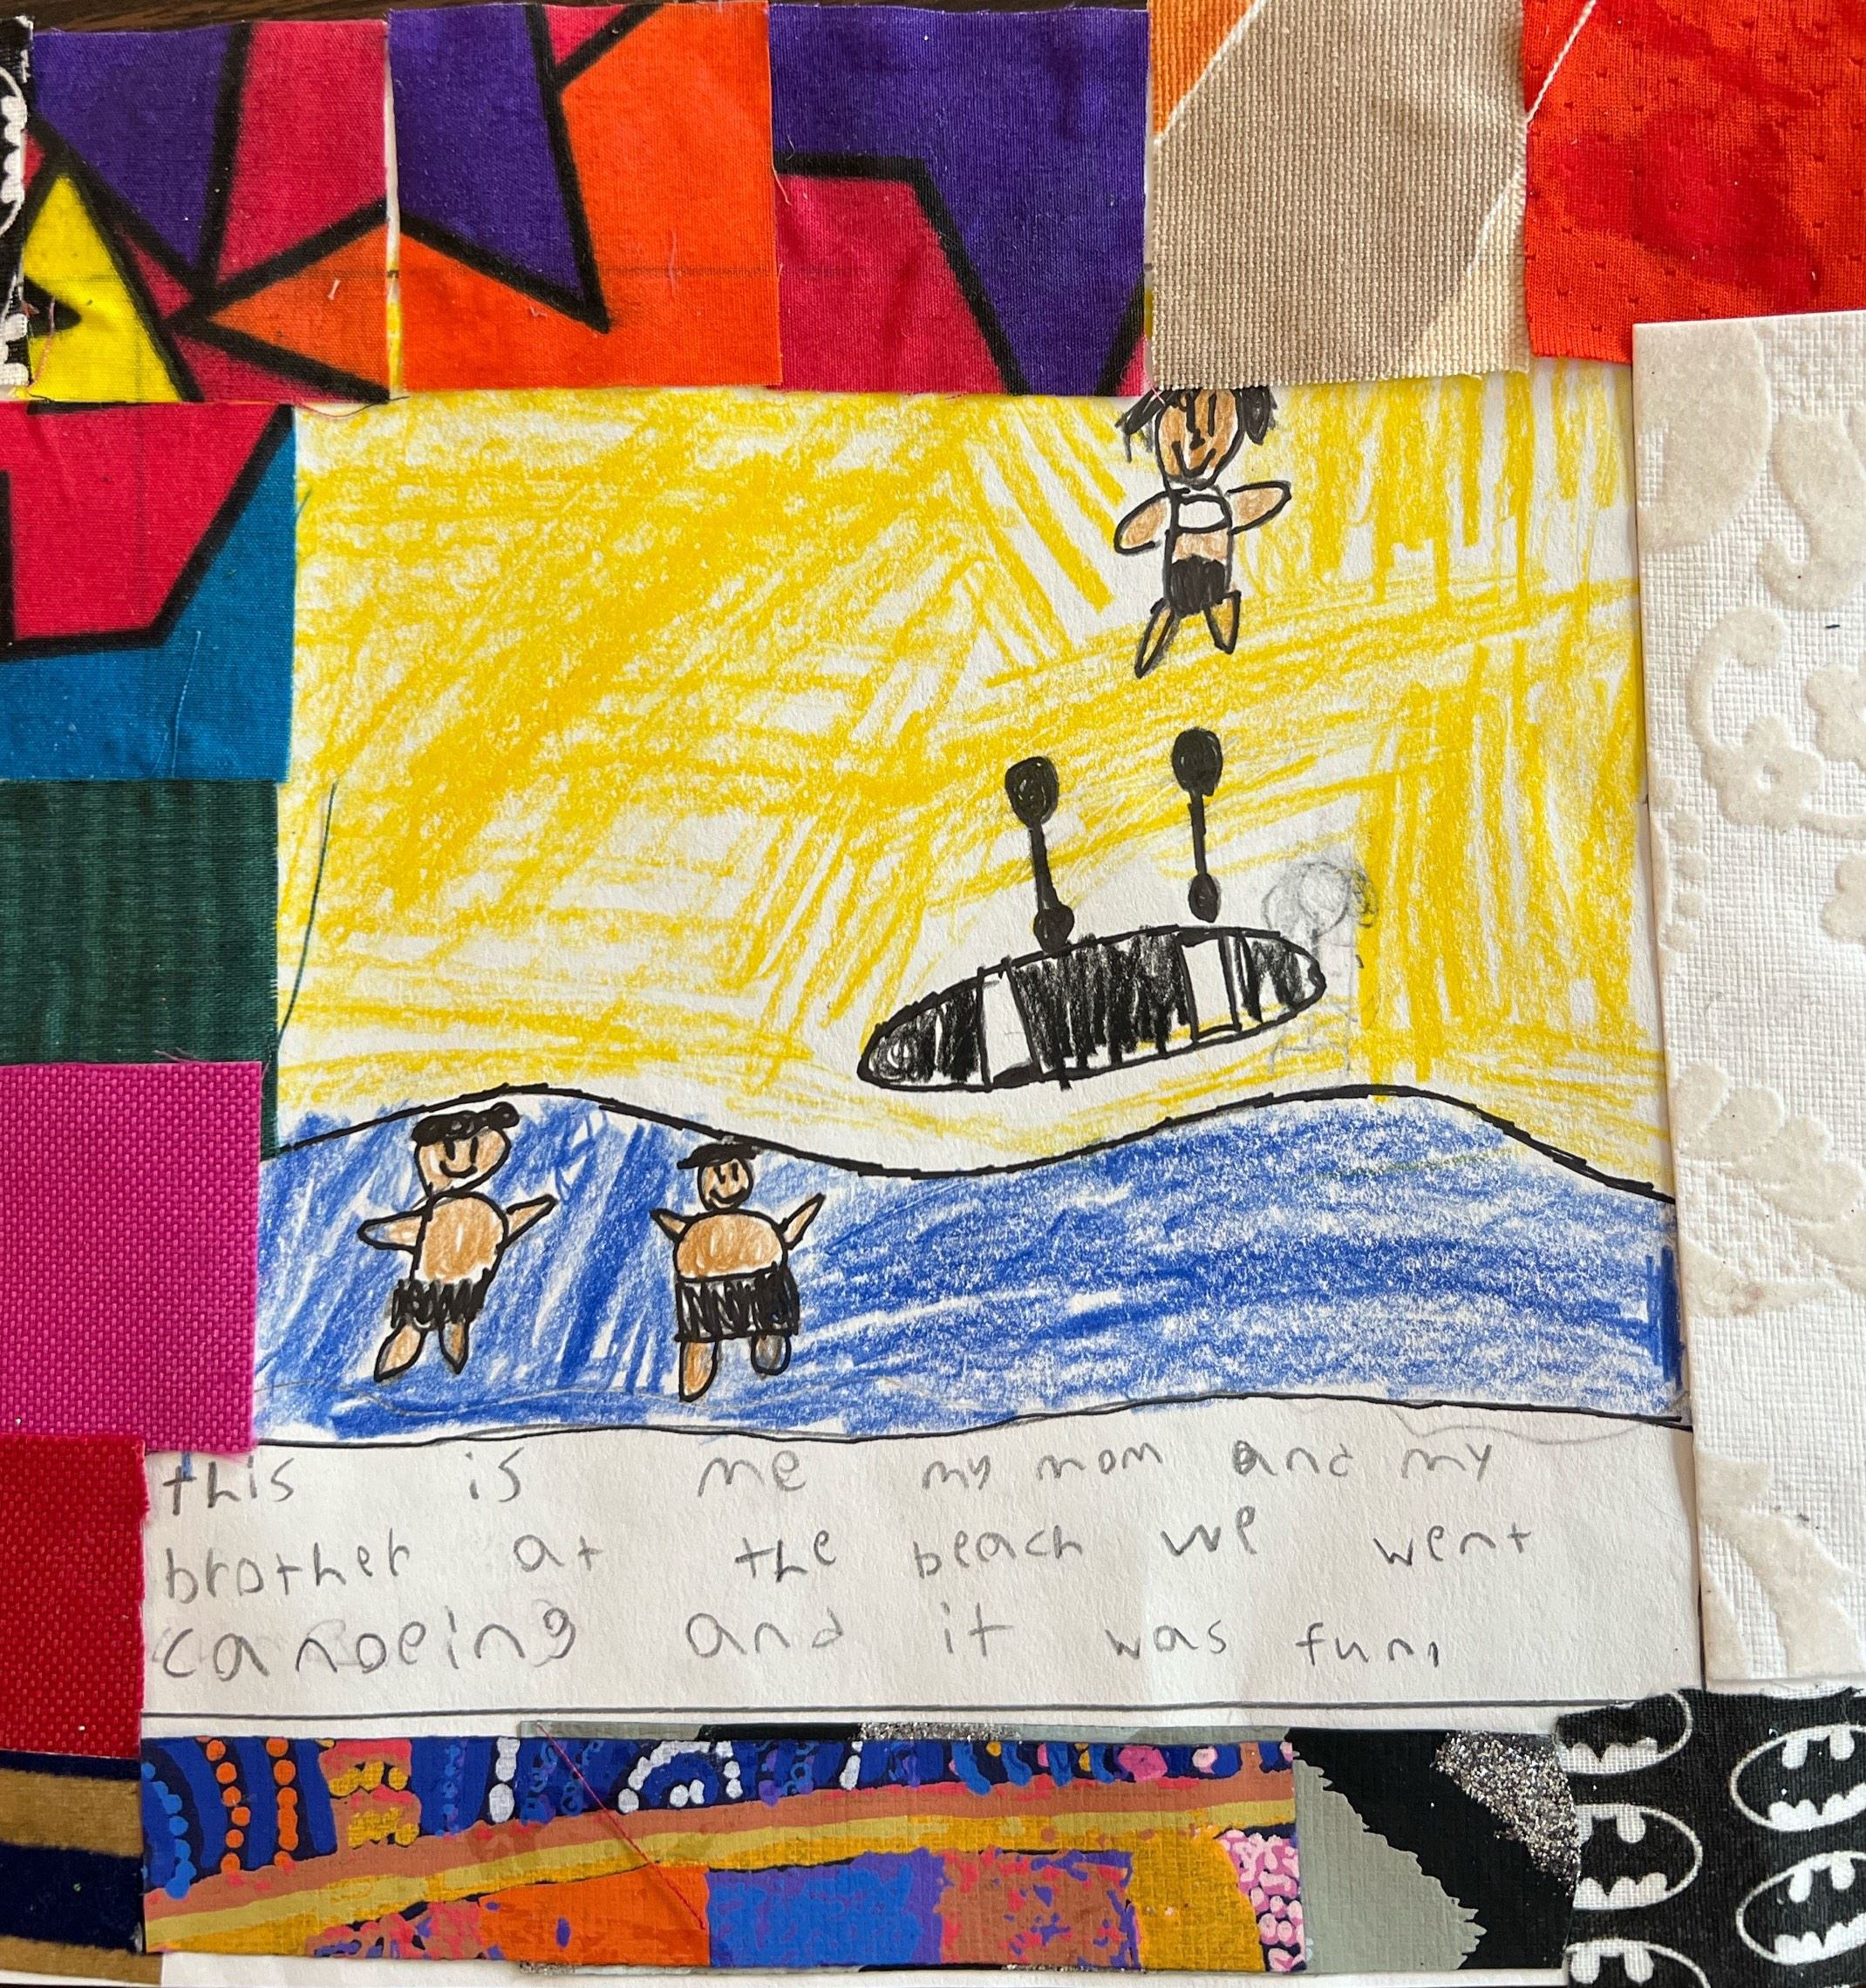 this is me my mom and my
brother at the beach we went
canoeing and it was fun.